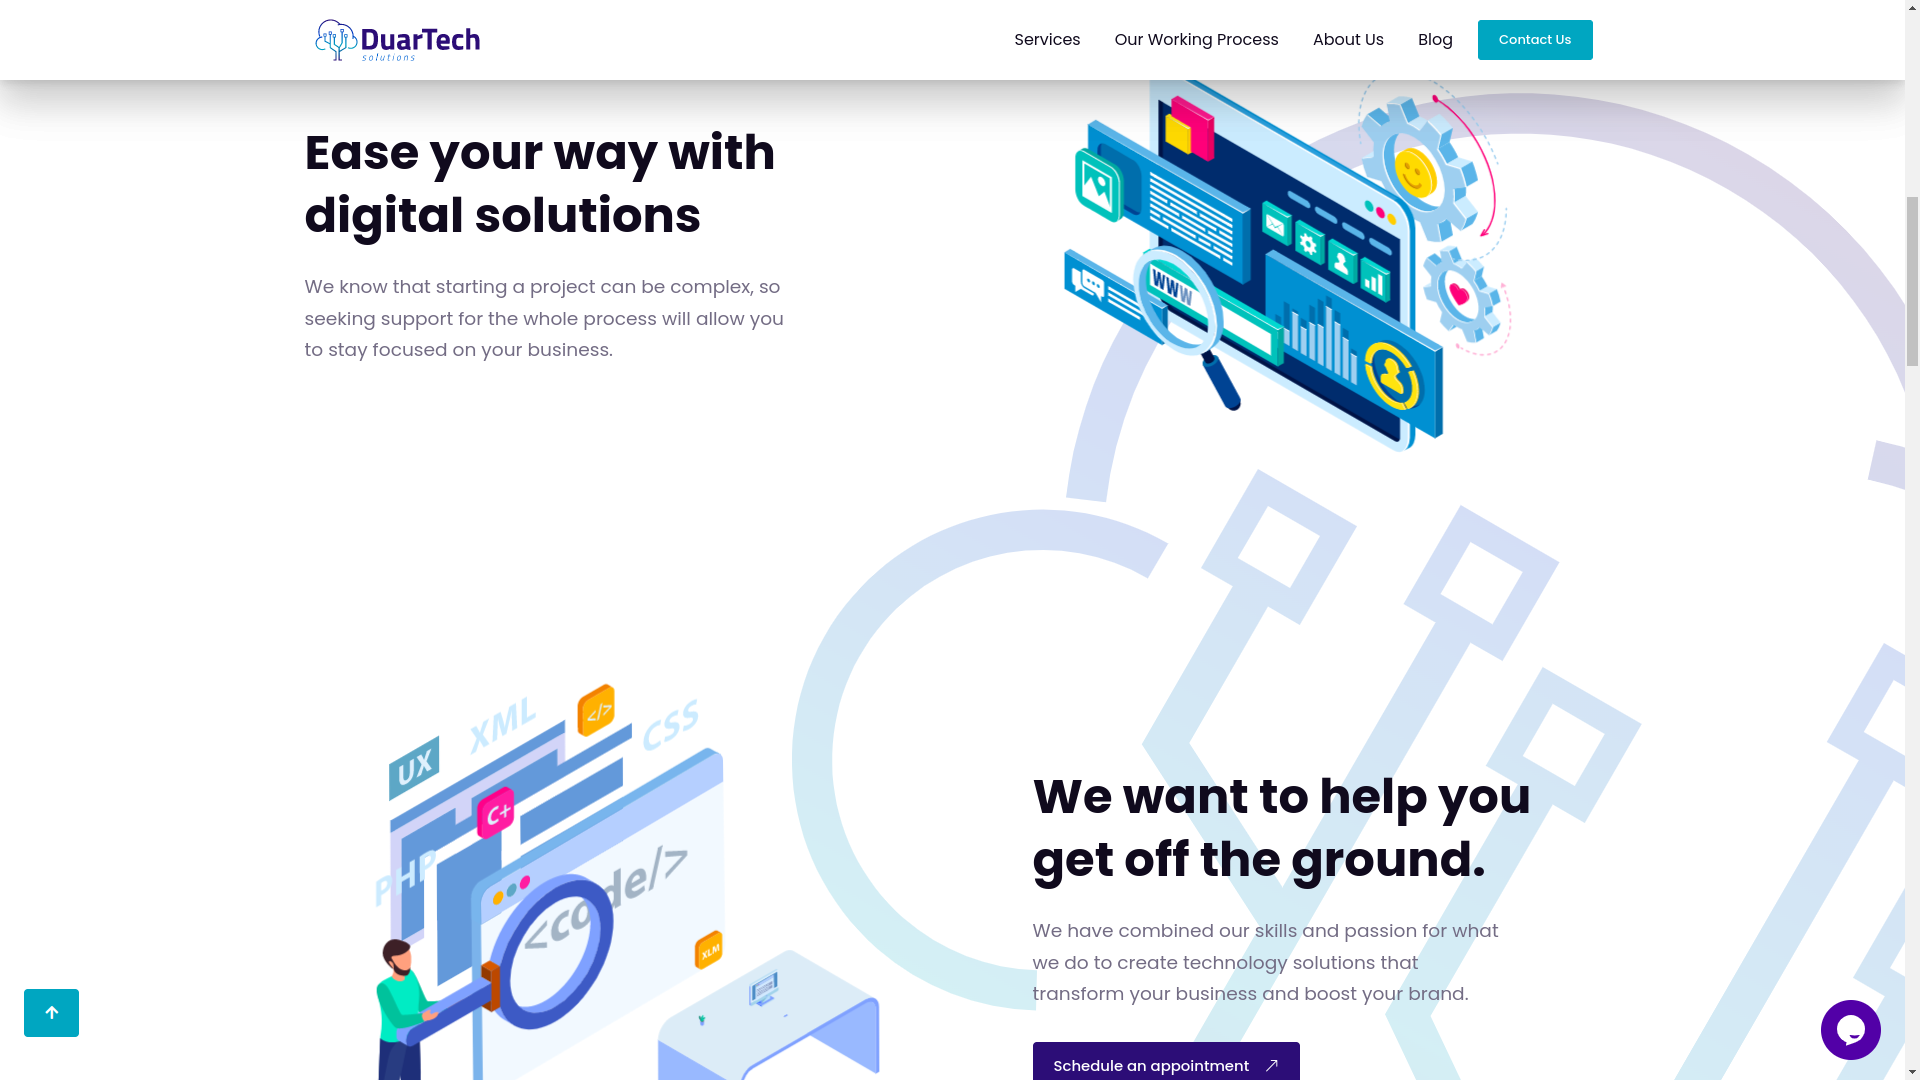 DuarTech
solutions
Services
Our Working Process
About Us
Blog
Contact Us
Ease your way with
digital solutions
We know that starting a project can be complex, so
seeking support for the whole process will allow you
to stay focused on your business.
WWW
UX
XML
</>
CSS
C+
PHP
<code/>
XLM
We want to help you
get off the ground.
We have combined our skills and passion for what
we do to create technology solutions that
transform your business and boost your brand.
Schedule an appointment